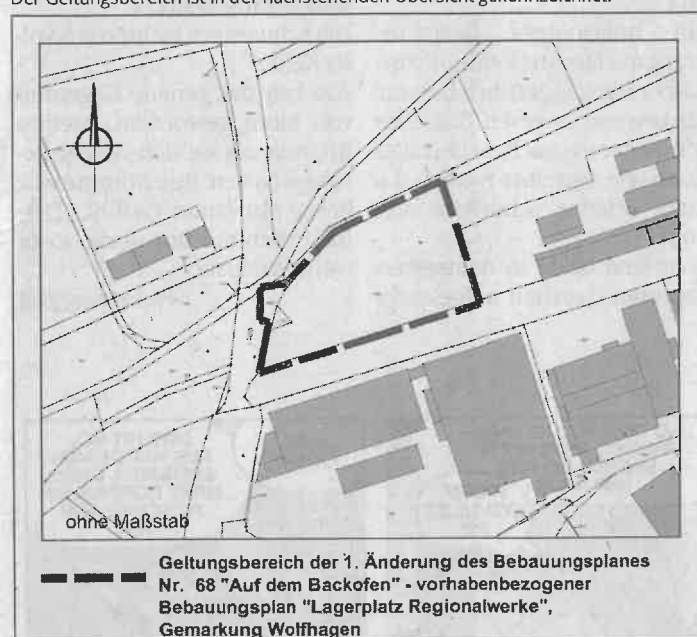 Der Geltungsbereich ist in der nachstehenden Übersicht gekennzeichnet.
ohne Maßstab
Geltungsbereich der 1. Änderung des Bebauungsplanes
Nr. 68 "Auf dem Backofen" - vorhabenbezogener
Bebauungsplan "Lagerplatz Regionalwerke",
Gemarkung Wolfhagen